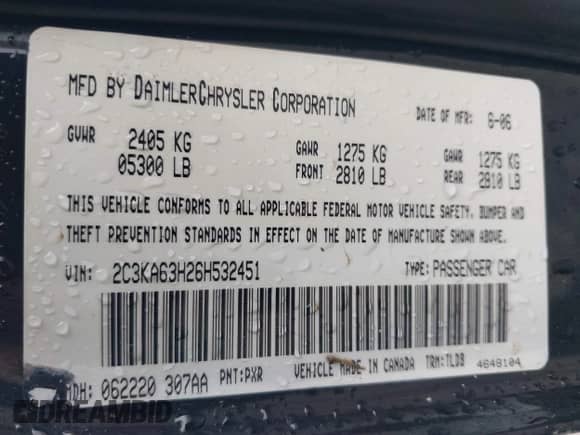 MFD BY DAIMLERCHRYSLER CORPORATION
DATE OF MFR: 6-06
GVWR 2405 KG 05300 LB
GAWR FRONT 1275 KG 2810 LB
GAWR REAR 1275 KG 2810 LB
THIS VEHICLE CONFORMS TO ALL APPLICABLE FEDERAL MOTOR VEHICLE SAFETY, BUMPER AND
THEFT PREVENTION STANDARDS IN EFFECT ON THE DATE OF MANUFACTURE SHOWN ABOVE.
VIN: 2C3KA63H26H532451 TYPE: PASSENGER CAR
MDH: 062220 307AA PNT: PXR VEHICLE MADE IN CANADA TRM: TLD8 4648104
DREAMBID